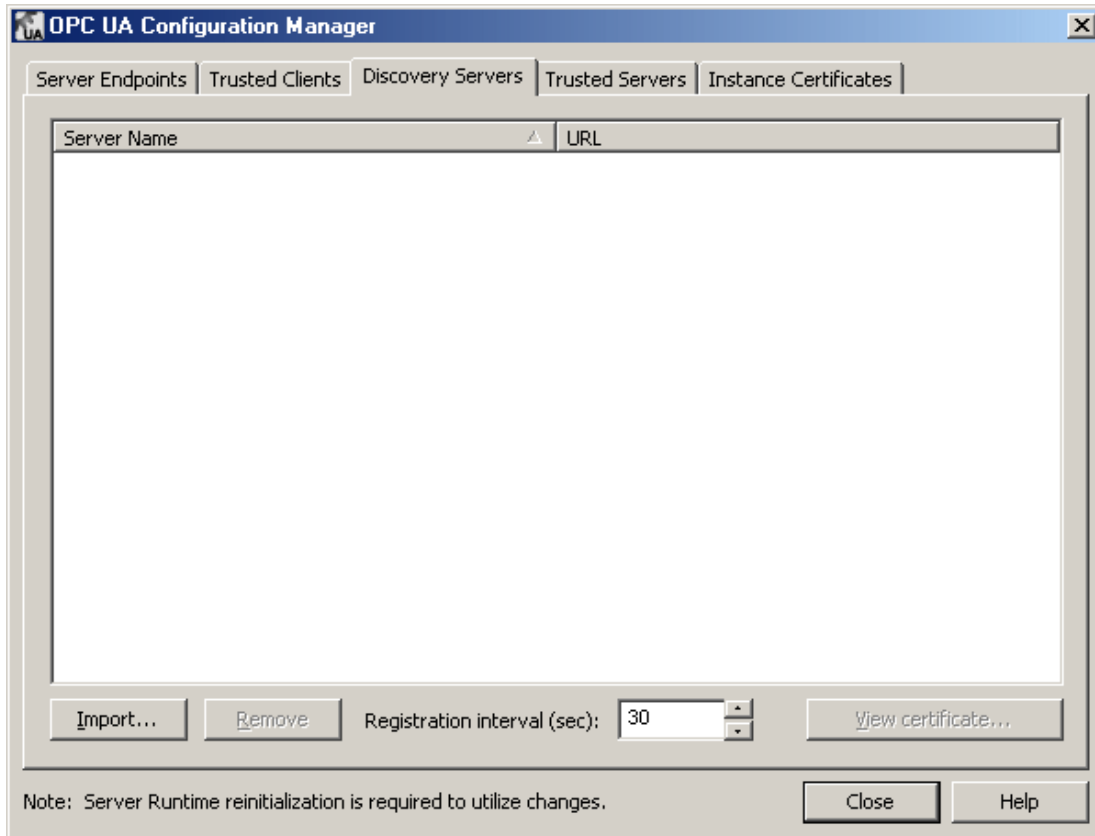 UA OPC UA Configuration Manager
Server Endpoints Trusted Clients Discovery Servers Trusted Servers Instance Certificates
Server Name URL
Import... Remove Registration interval (sec): 30 View certificate...
Note: Server Runtime reinitialization is required to utilize changes. Close Help